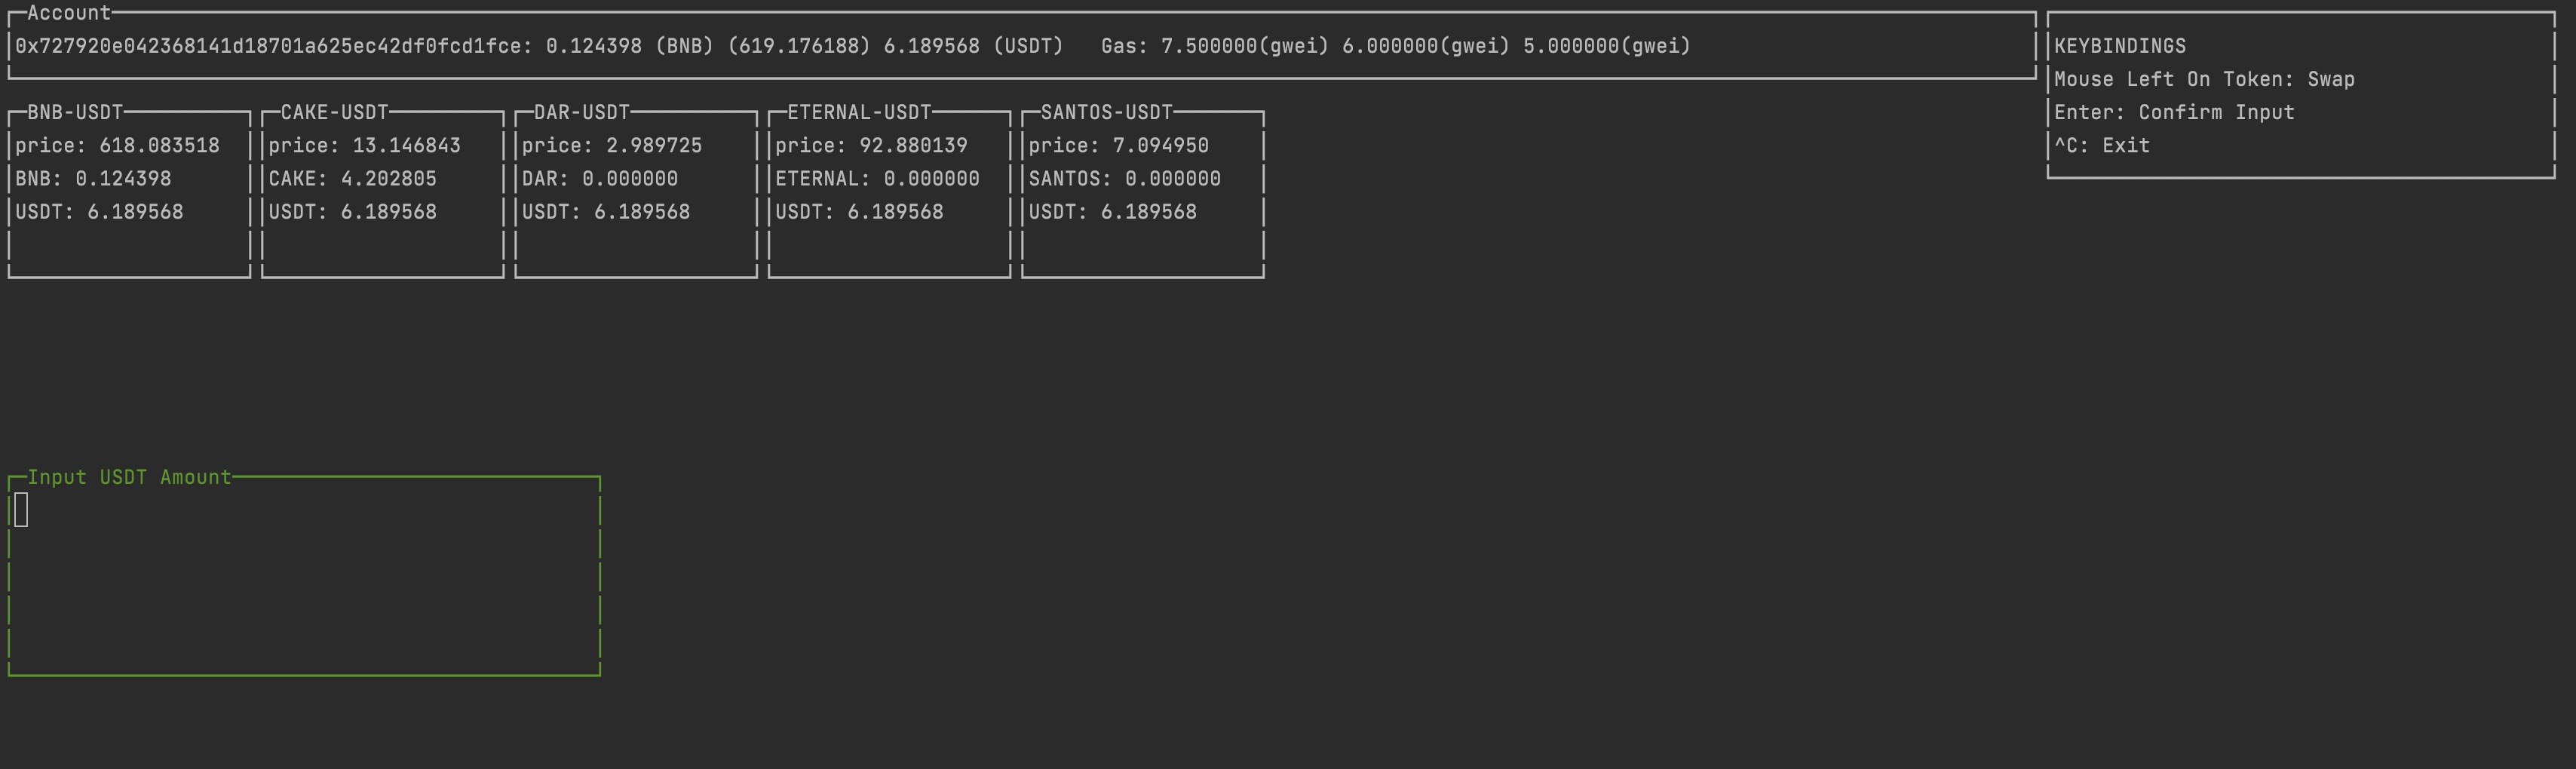 Account
0x727920e042368141d18701a625ec42df0fcd1fce: 0.124398 (BNB) (619.176188) 6.189568 (USDT) Gas: 7.500000(gwei) 6.000000(gwei) 5.000000(gwei)
KEYBINDINGS
Mouse Left On Token: Swap
Enter: Confirm Input
^C: Exit
BNB-USDT
price: 618.083518
BNB: 0.124398
USDT: 6.189568
CAKE-USDT
price: 13.146843
CAKE: 4.202805
USDT: 6.189568
DAR-USDT
price: 2.989725
DAR: 0.000000
USDT: 6.189568
ETERNAL-USDT
price: 92.880139
ETERNAL: 0.000000
USDT: 6.189568
SANTOS-USDT
price: 7.094950
SANTOS: 0.000000
USDT: 6.189568
Input USDT Amount